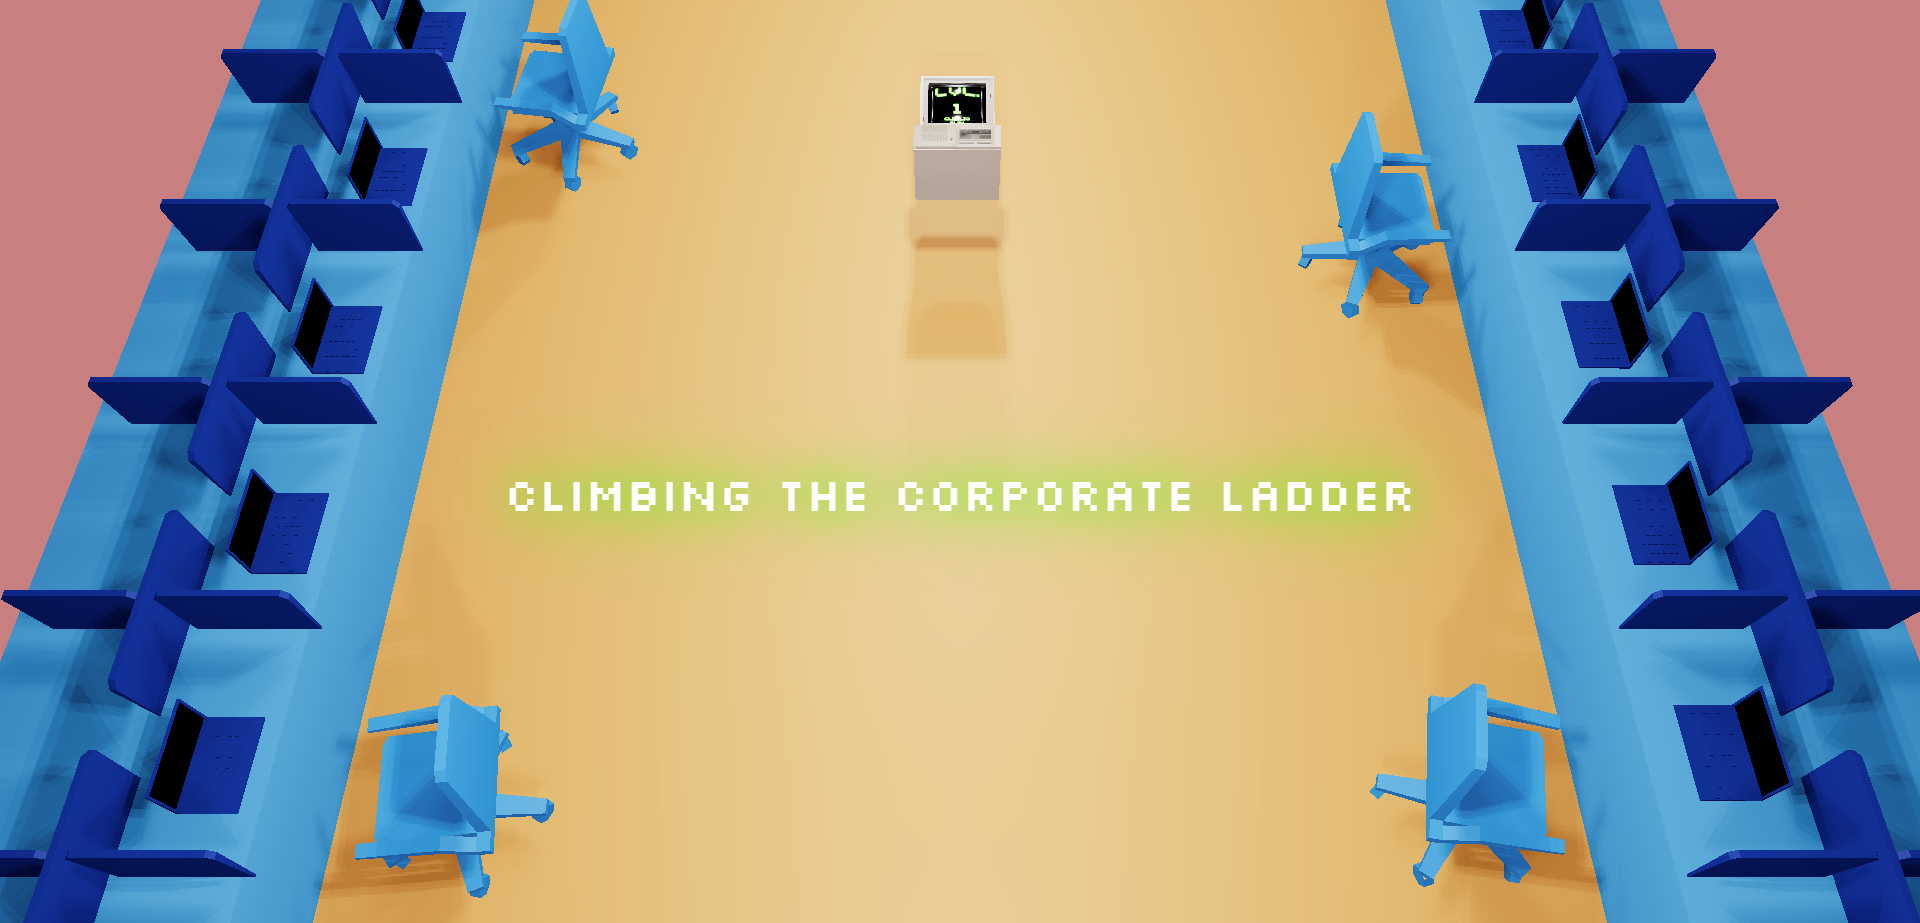 LVL.
1
CLIMBING THE CORPORATE LADDER